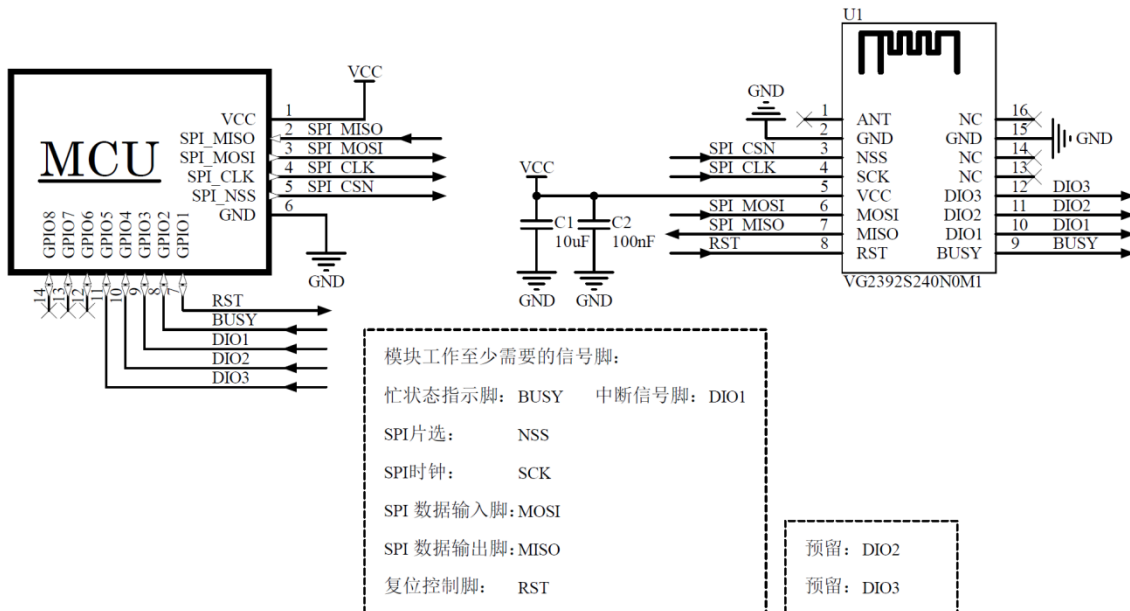 U1
VCC
MCU
VCC 1
SPI_MISO 2 SPI_MISO
SPI_MOSI 3 SPI_MOSI
SPI_CLK 4 SPI_CLK
SPI_NSS 5 SPI_CSN
GND 6
GND
GPIO8 GPIO7 GPIO6 GPIO5 GPIO4 GPIO3 GPIO2 GPIO1
14 13 12 11 10 9 8 7
RST
BUSY
DIO1
DIO2
DIO3
GND
1 ANT NC 16
2 GND GND 15 GND
SPI_CSN 3 NSS NC 14
SPI_CLK 4 SCK NC 13
VCC
5 VCC DIO3 12 DIO3
SPI_MOSI 6 MOSI DIO2 11 DIO2
SPI_MISO 7 MISO DIO1 10 DIO1
RST 8 RST BUSY 9 BUSY
C1 C2
10uF 100nF
GND GND
VG2392S240N0M1
模块工作至少需要的信号脚:
忙状态指示脚: BUSY 中断信号脚: DIO1
SPI片选: NSS
SPI时钟: SCK
SPI 数据输入脚: MOSI
SPI 数据输出脚: MISO
复位控制脚: RST
预留: DIO2
预留: DIO3